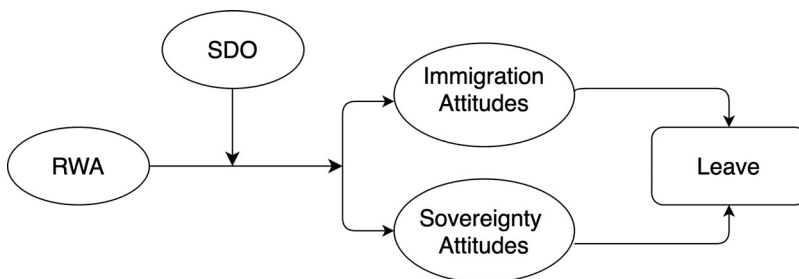 SDO
Immigration
Attitudes
RWA
Leave
Sovereignty
Attitudes